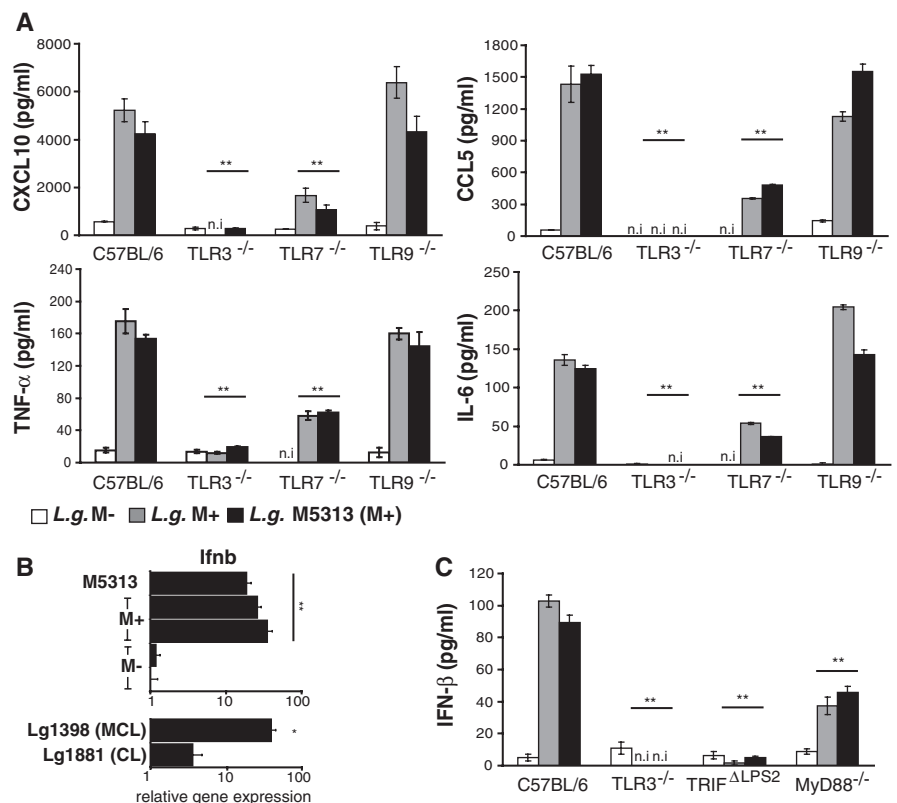 A
CXCL10 (pg/ml)
8000
6000
4000
2000
0
**
**
n.i
C57BL/6
TLR3 -/-
TLR7 -/-
TLR9 -/-
CCL5 (pg/ml)
1800
1500
1200
900
600
300
0
**
**
n.i n.i n.i
n.i
C57BL/6
TLR3 -/-
TLR7 -/-
TLR9 -/-
TNF-α (pg/ml)
240
200
160
120
80
40
0
**
**
n.i
C57BL/6
TLR3 -/-
TLR7 -/-
TLR9 -/-
IL-6 (pg/ml)
250
200
150
100
50
0
**
**
n.i
n.i
C57BL/6
TLR3 -/-
TLR7 -/-
TLR9 -/-
L.g. M- L.g. M+ L.g. M5313 (M+)
B
Ifnb
M5313
M+
M-
**
1 10 100
Lg1398 (MCL)
*
Lg1881 (CL)
1 10 100
relative gene expression
C
IFN-β (pg/ml)
120
100
80
60
40
20
0
**
**
**
n.i n.i
C57BL/6
TLR3-/-
TRIF ΔLPS2
MyD88-/-